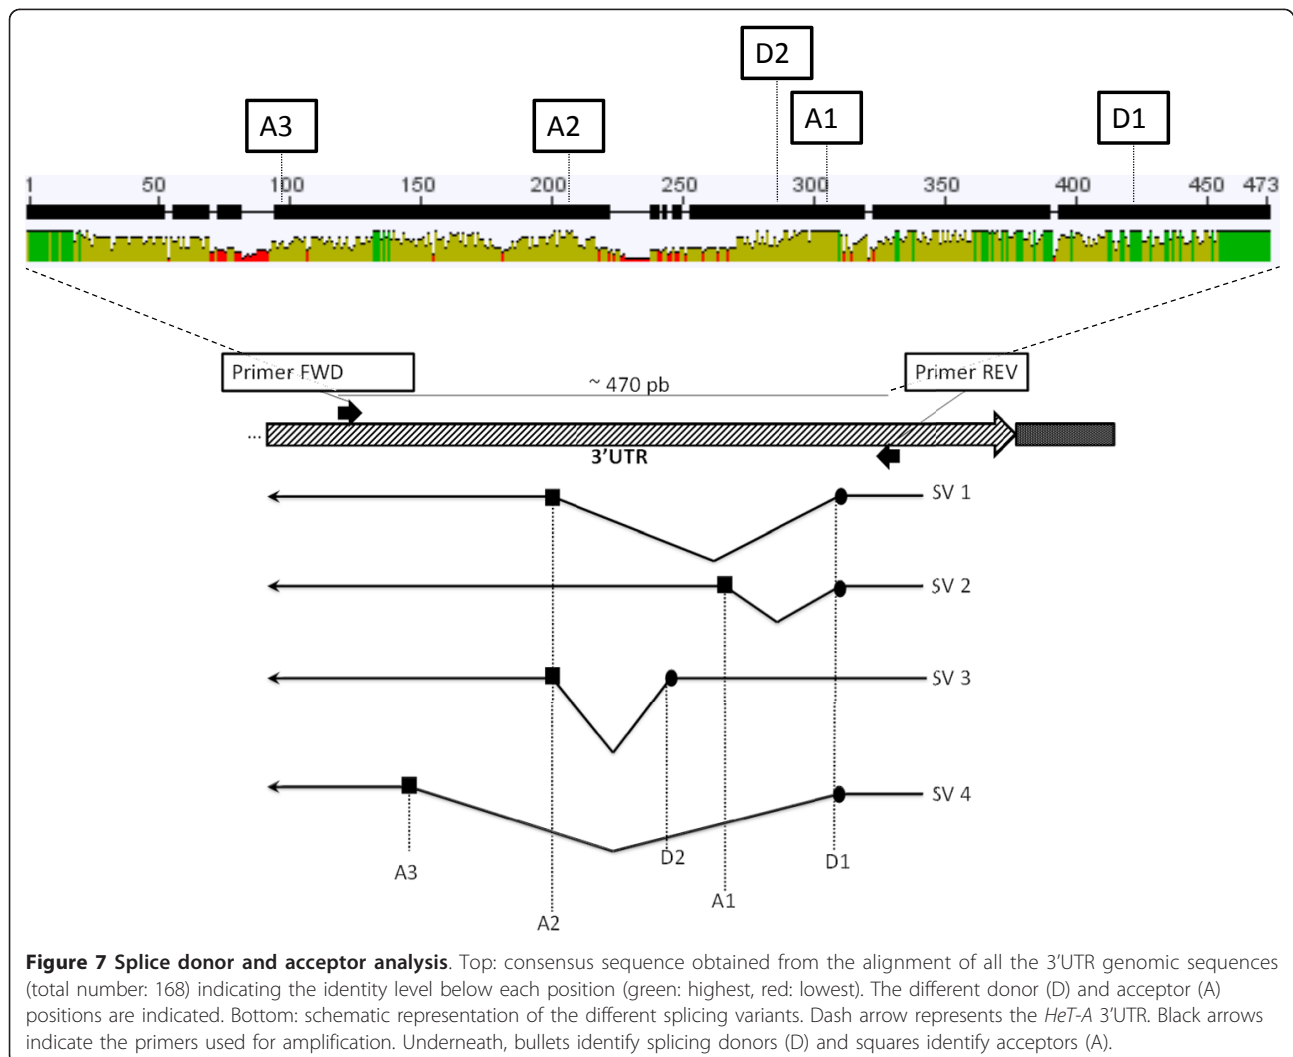 D2
A3
A2
A1
D1
1 50 100 150 200 250 300 350 400 450 473
Primer FWD
Primer REV
~ 470 pb
...
3'UTR
SV 1
SV 2
SV 3
SV 4
A3
D2
D1
A1
A2
Figure 7 Splice donor and acceptor analysis. Top: consensus sequence obtained from the alignment of all the 3'UTR genomic sequences
(total number: 168) indicating the identity level below each position (green: highest, red: lowest). The different donor (D) and acceptor (A)
positions are indicated. Bottom: schematic representation of the different splicing variants. Dash arrow represents the HeT-A 3'UTR. Black arrows
indicate the primers used for amplification. Underneath, bullets identify splicing donors (D) and squares identify acceptors (A).